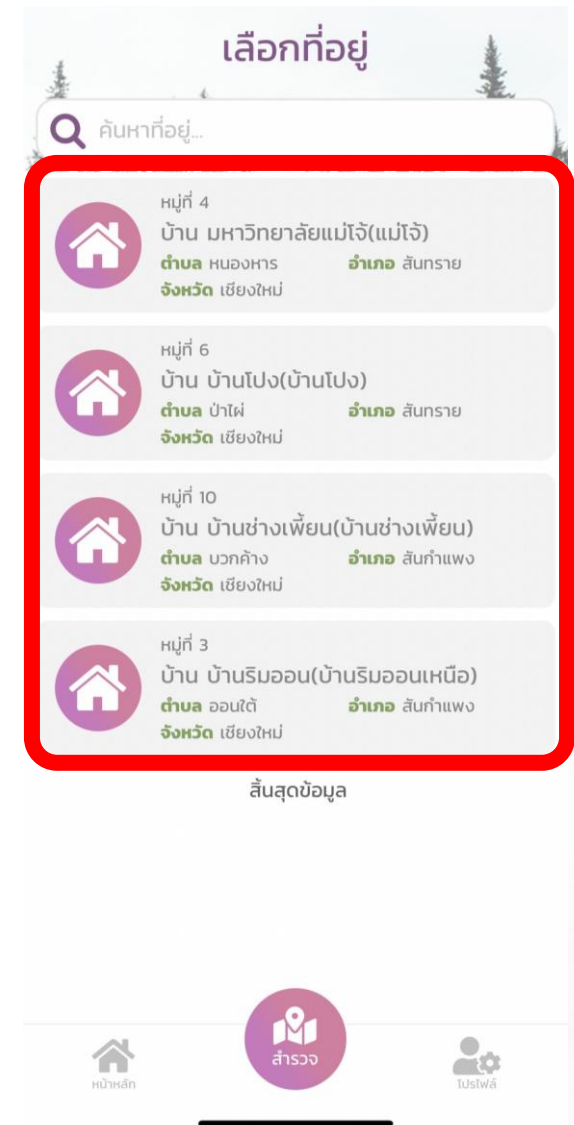 เลือกที่อยู่
ค้นหาที่อยู่...
หมู่ที่ 4
บ้าน มหาวิทยาลัยแม่โจ้(แม่โจ้)
ตำบล หนองหาร อำเภอ สันทราย
จังหวัด เชียงใหม่
หมู่ที่ 6
บ้าน บ้านโปง(บ้านโปง)
ตำบล ป่าไผ่ อำเภอ สันทราย
จังหวัด เชียงใหม่
หมู่ที่ 10
บ้าน บ้านช่างเพี้ยน(บ้านช่างเพี้ยน)
ตำบล บวกค้าง อำเภอ สันกำแพง
จังหวัด เชียงใหม่
หมู่ที่ 3
บ้าน บ้านริมออน(บ้านริมออนเหนือ)
ตำบล ออนใต้ อำเภอ สันกำแพง
จังหวัด เชียงใหม่
สิ้นสุดข้อมูล
หน้าหลัก
สำรวจ
โปรไฟล์